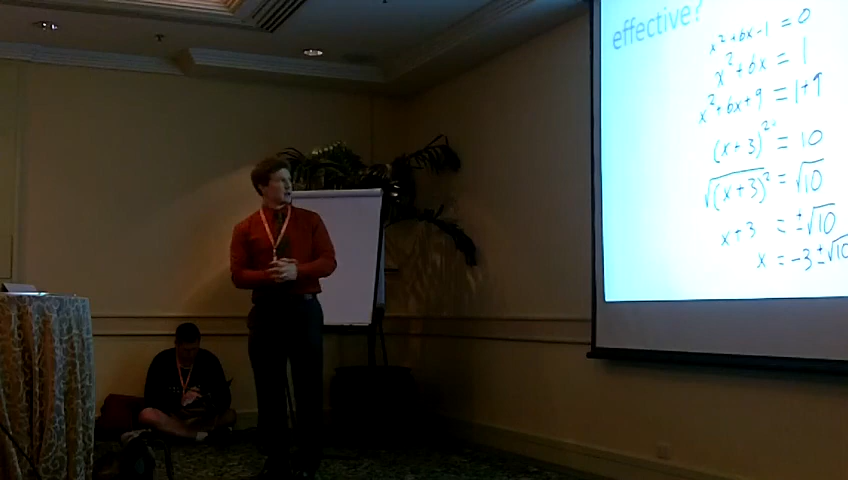 effective?
x² + 6x - 1 = 0
x² + 6x = 1
x² + 6x + 9 = 1 + 9
(x + 3)² = 10
√(x + 3)² = √10
x + 3 = ±√10
x = -3 ± √10